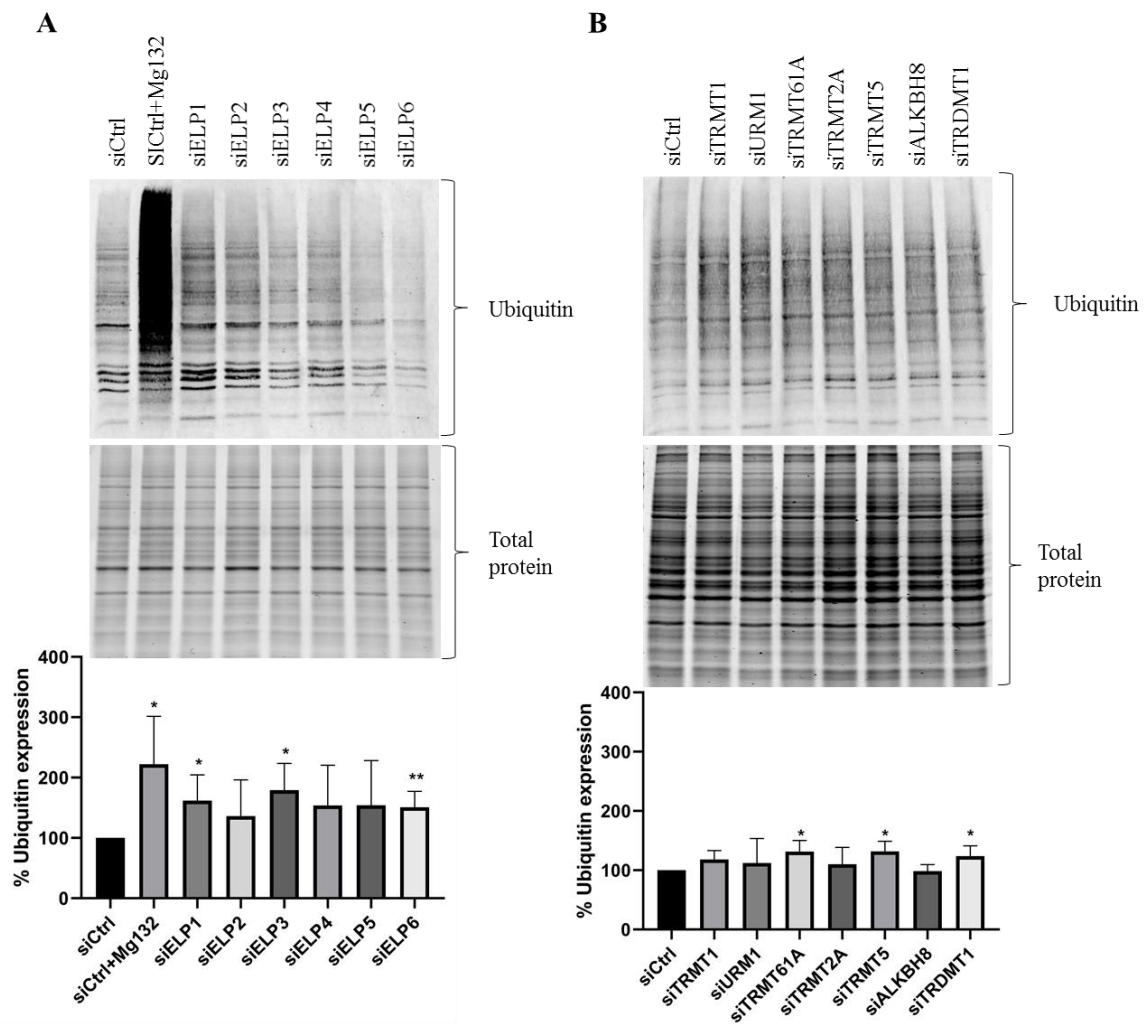 A
siCtrl
SICtrl+Mg132
siELP1
siELP2
siELP3
siELP4
siELP5
siELP6
Ubiquitin
Total
protein
% Ubiquitin expression
400
300
200
100
0
*
*
*
**
siCtrl
siCtrl+Mg132
siELP1
siELP2
siELP3
siELP4
siELP5
siELP6
B
siCtrl
siTRMT1
siURM1
siTRMT61A
siTRMT2A
siTRMT5
siALKBH8
siTRDMT1
Ubiquitin
Total
protein
% Ubiquitin expression
400
300
200
100
0
*
*
*
siCtrl
siTRMT1
siURM1
siTRMT61A
siTRMT2A
siTRMT5
siALKBH8
siTRDMT1